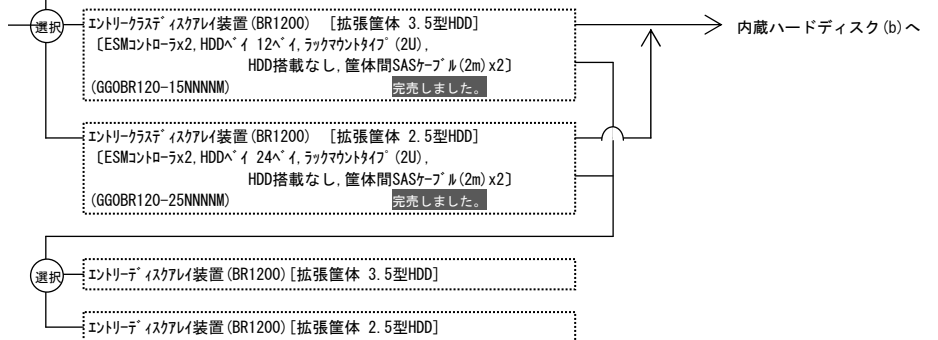 選択
ｴﾝﾄﾘｰｸﾗｽﾃﾞｨｽｸｱﾚｲ装置(BR1200) [拡張筐体 3.5型HDD]
〔ESMｺﾝﾄﾛｰﾗx2,HDDﾍﾞｲ 12ﾍﾞｲ,ﾗｯｸﾏｳﾝﾄﾀｲﾌﾟ(2U),
HDD搭載なし,筐体間SASｹｰﾌﾞﾙ(2m)x2〕
(GG0BR120-15NNNNM) 完売しました。
内蔵ハードディスク(b)へ
ｴﾝﾄﾘｰｸﾗｽﾃﾞｨｽｸｱﾚｲ装置(BR1200) [拡張筐体 2.5型HDD]
〔ESMｺﾝﾄﾛｰﾗx2,HDDﾍﾞｲ 24ﾍﾞｲ,ﾗｯｸﾏｳﾝﾄﾀｲﾌﾟ(2U),
HDD搭載なし,筐体間SASｹｰﾌﾞﾙ(2m)x2〕
(GG0BR120-25NNNNM) 完売しました。
選択
ｴﾝﾄﾘｰﾃﾞｨｽｸｱﾚｲ装置(BR1200)[拡張筐体 3.5型HDD]
ｴﾝﾄﾘｰﾃﾞｨｽｸｱﾚｲ装置(BR1200)[拡張筐体 2.5型HDD]